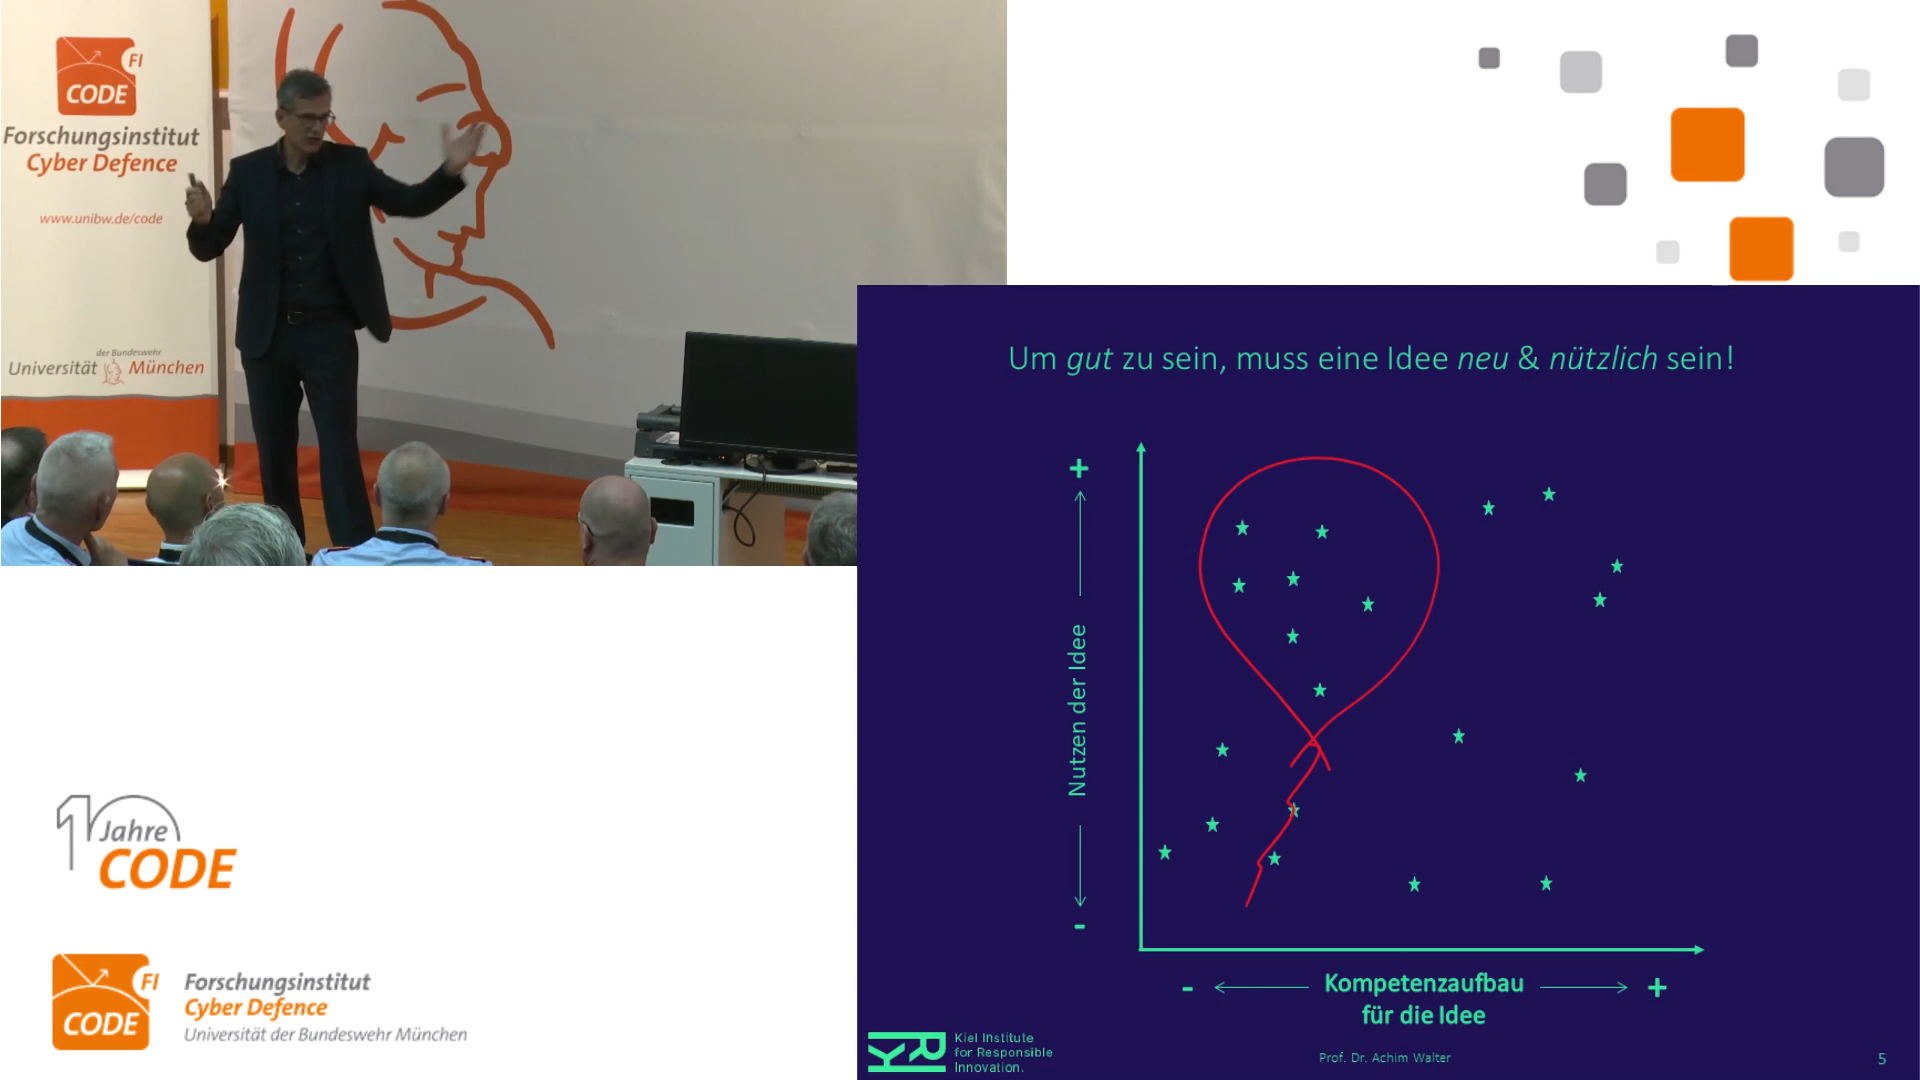 FI
CODE
Forschungsinstitut
Cyber Defence
www.unibw.de/code
der Bundeswehr
Universität München
Um gut zu sein, muss eine Idee neu & nützlich sein!
+
Nutzen der Idee
-
- Kompetenzaufbau +
für die Idee
Kiel Institute
for Responsible
Innovation.
Prof. Dr. Achim Walter
5
10 Jahre
CODE
FI
CODE
Forschungsinstitut
Cyber Defence
Universität der Bundeswehr München